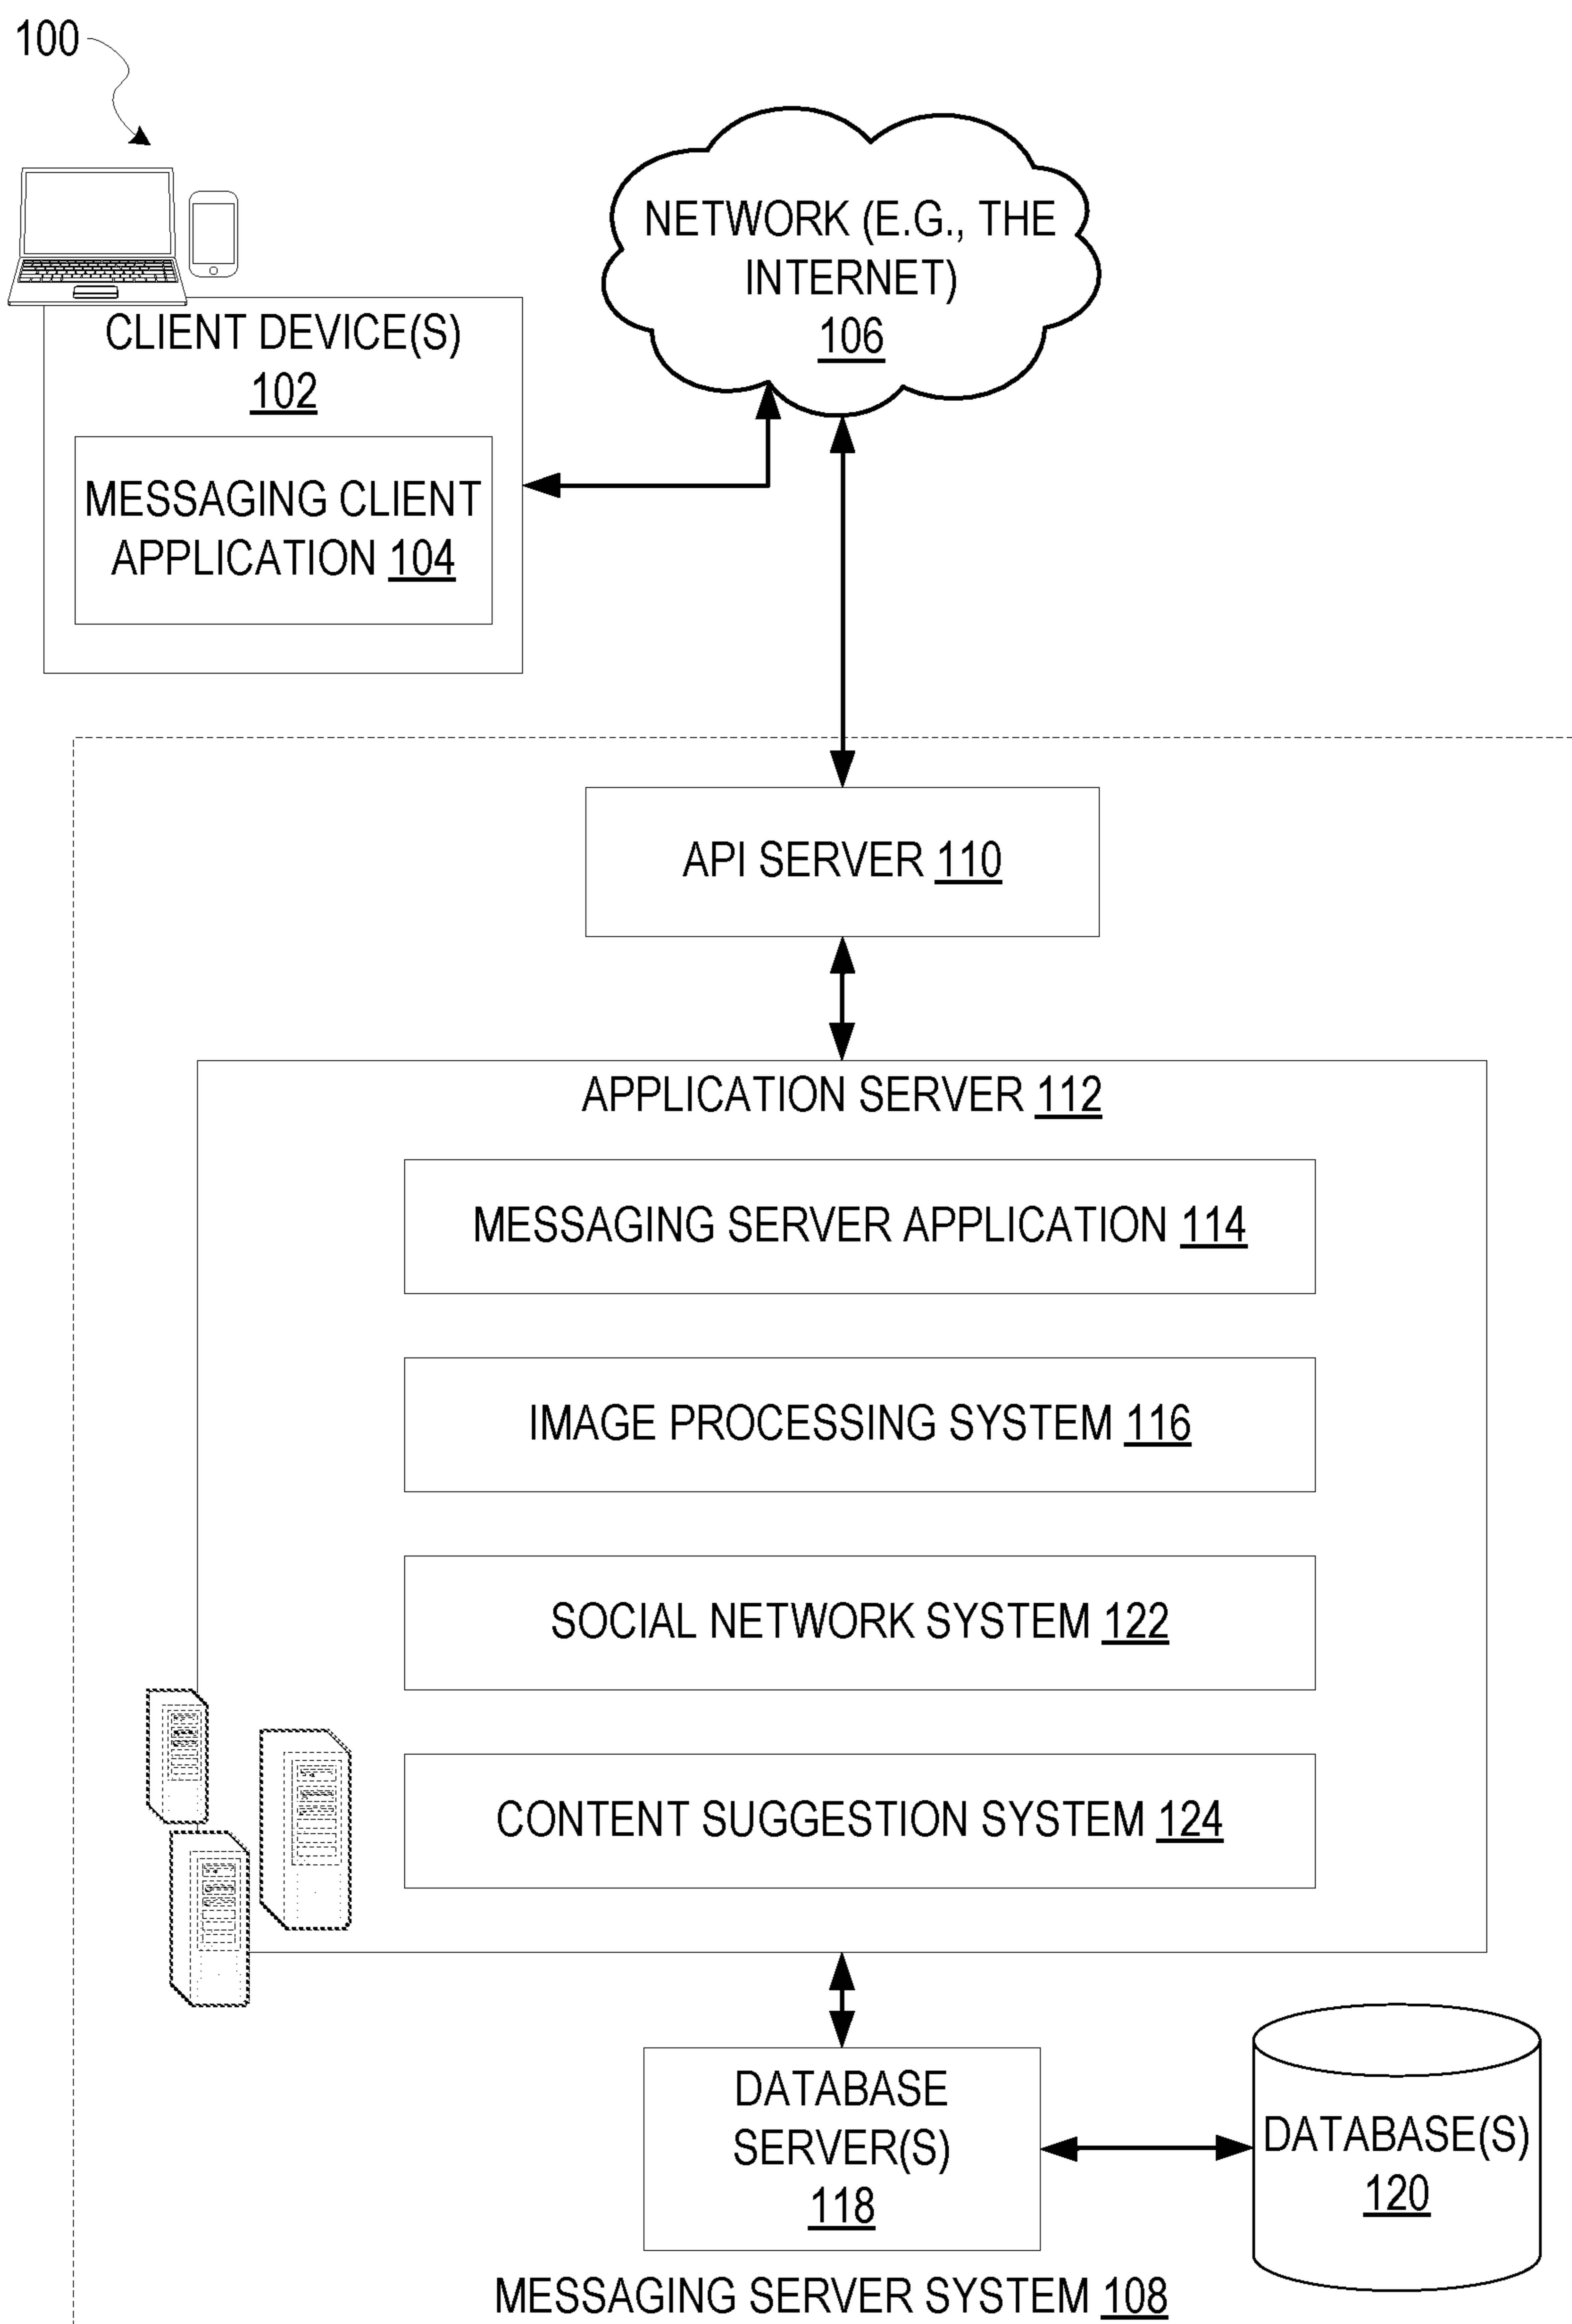 100
NETWORK (E.G., THE
INTERNET)
106
CLIENT DEVICE(S)
102
MESSAGING CLIENT
APPLICATION 104
API SERVER 110
APPLICATION SERVER 112
MESSAGING SERVER APPLICATION 114
IMAGE PROCESSING SYSTEM 116
SOCIAL NETWORK SYSTEM 122
CONTENT SUGGESTION SYSTEM 124
DATABASE
SERVER(S)
118
DATABASE(S)
120
MESSAGING SERVER SYSTEM 108